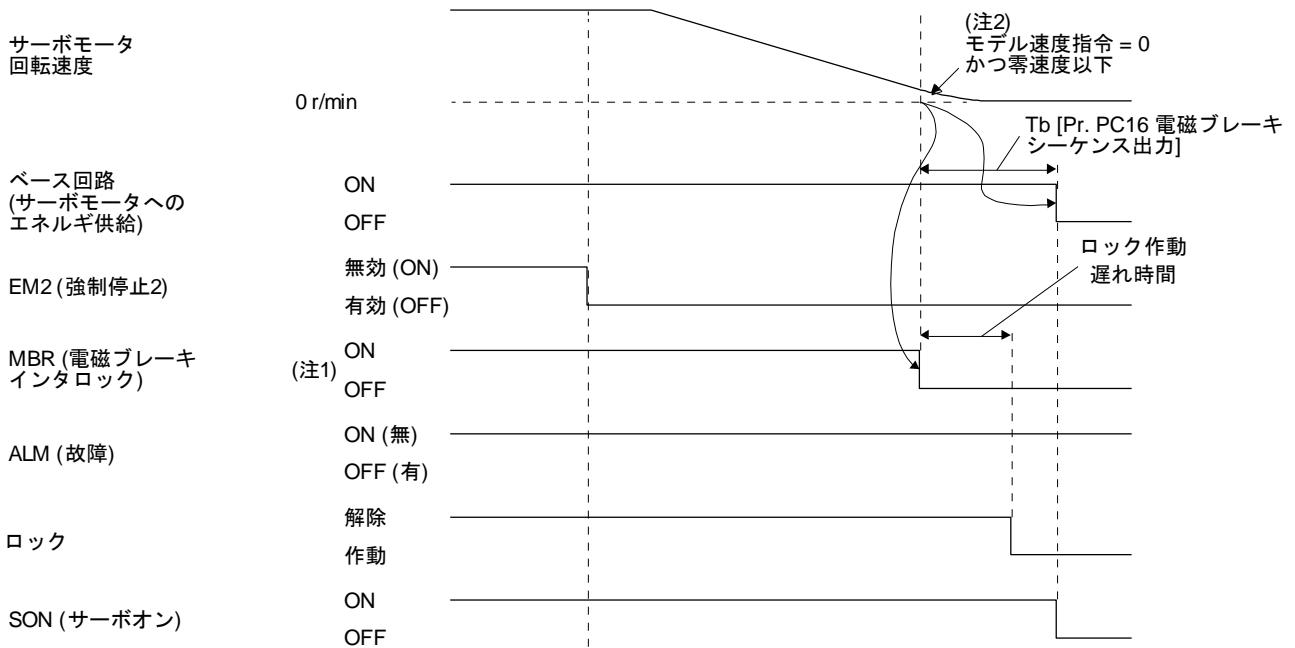 サーボモータ
回転速度
0 r/min
(注2)
モデル速度指令 = 0
かつ零速度以下
Tb [Pr. PC16 電磁ブレーキ
シーケンス出力]
ベース回路
(サーボモータへの
エネルギ供給)
ON
OFF
ロック作動
遅れ時間
EM2 (強制停止2)
無効 (ON)
有効 (OFF)
MBR (電磁ブレーキ
インタロック)
(注1)
ON
OFF
ALM (故障)
ON (無)
OFF (有)
ロック
解除
作動
SON (サーボオン)
ON
OFF